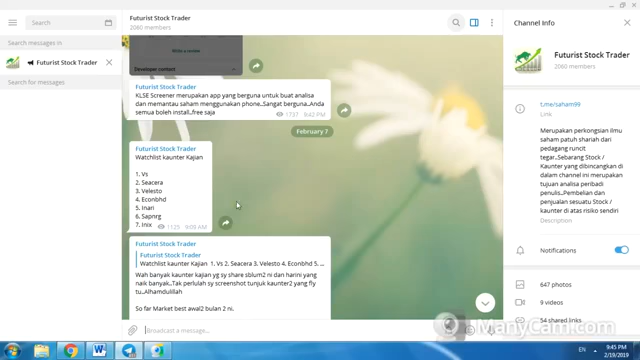 Search
Futurist Stock Trader
2060 members
Channel Info
Search messages in
Futurist Stock Trader
Search for messages
Write a review
Developer contact
Futurist Stock Trader
KLSE Screener merupakan app yang berguna untuk buat analisa
dan memantau saham menggunakan phone..Sangat berguna..Anda
semua boleh install..free saja
1737 9:42 PM
February 7
Futurist Stock Trader
Watchlist kaunter Kajian
1. Vs
2. Seacera
3. Velesto
4. Econbhd
5. Inari
6. Sapnrg
7. Inix
1125 9:09 AM
Futurist Stock Trader
Futurist Stock Trader
Watchlist kaunter Kajian 1. Vs 2. Seacera 3. Velesto 4. Econbhd 5. ...
Wah banyak kaunter kajian yg sy share sblum2 ni dan harini yang
naik banyak..Tak perlulah sy screenshot tunjuk kaunter2 yang fly
tu..Alhamdulillah
So far Market best awal2 bulan 2 ni.
Broadcast a message...
Futurist Stock Trader
2060 members
t.me/saham99
Link
Merupakan perkongsian ilmu
saham patuh shariah dari
pedagang runcit
tegar..Sebarang Stock /
Kaunter Yang dibincangkan di
dalam channel ini merupakan
tujuan analisa peribadi
penulis..Pembelian dan
penjualan sesuatu Stock /
kaunter di atas risiko sendiri
Description
Notifications
647 photos
9 videos
54 shared links
ManyCam.com
EN
9:45 PM
2/19/2019